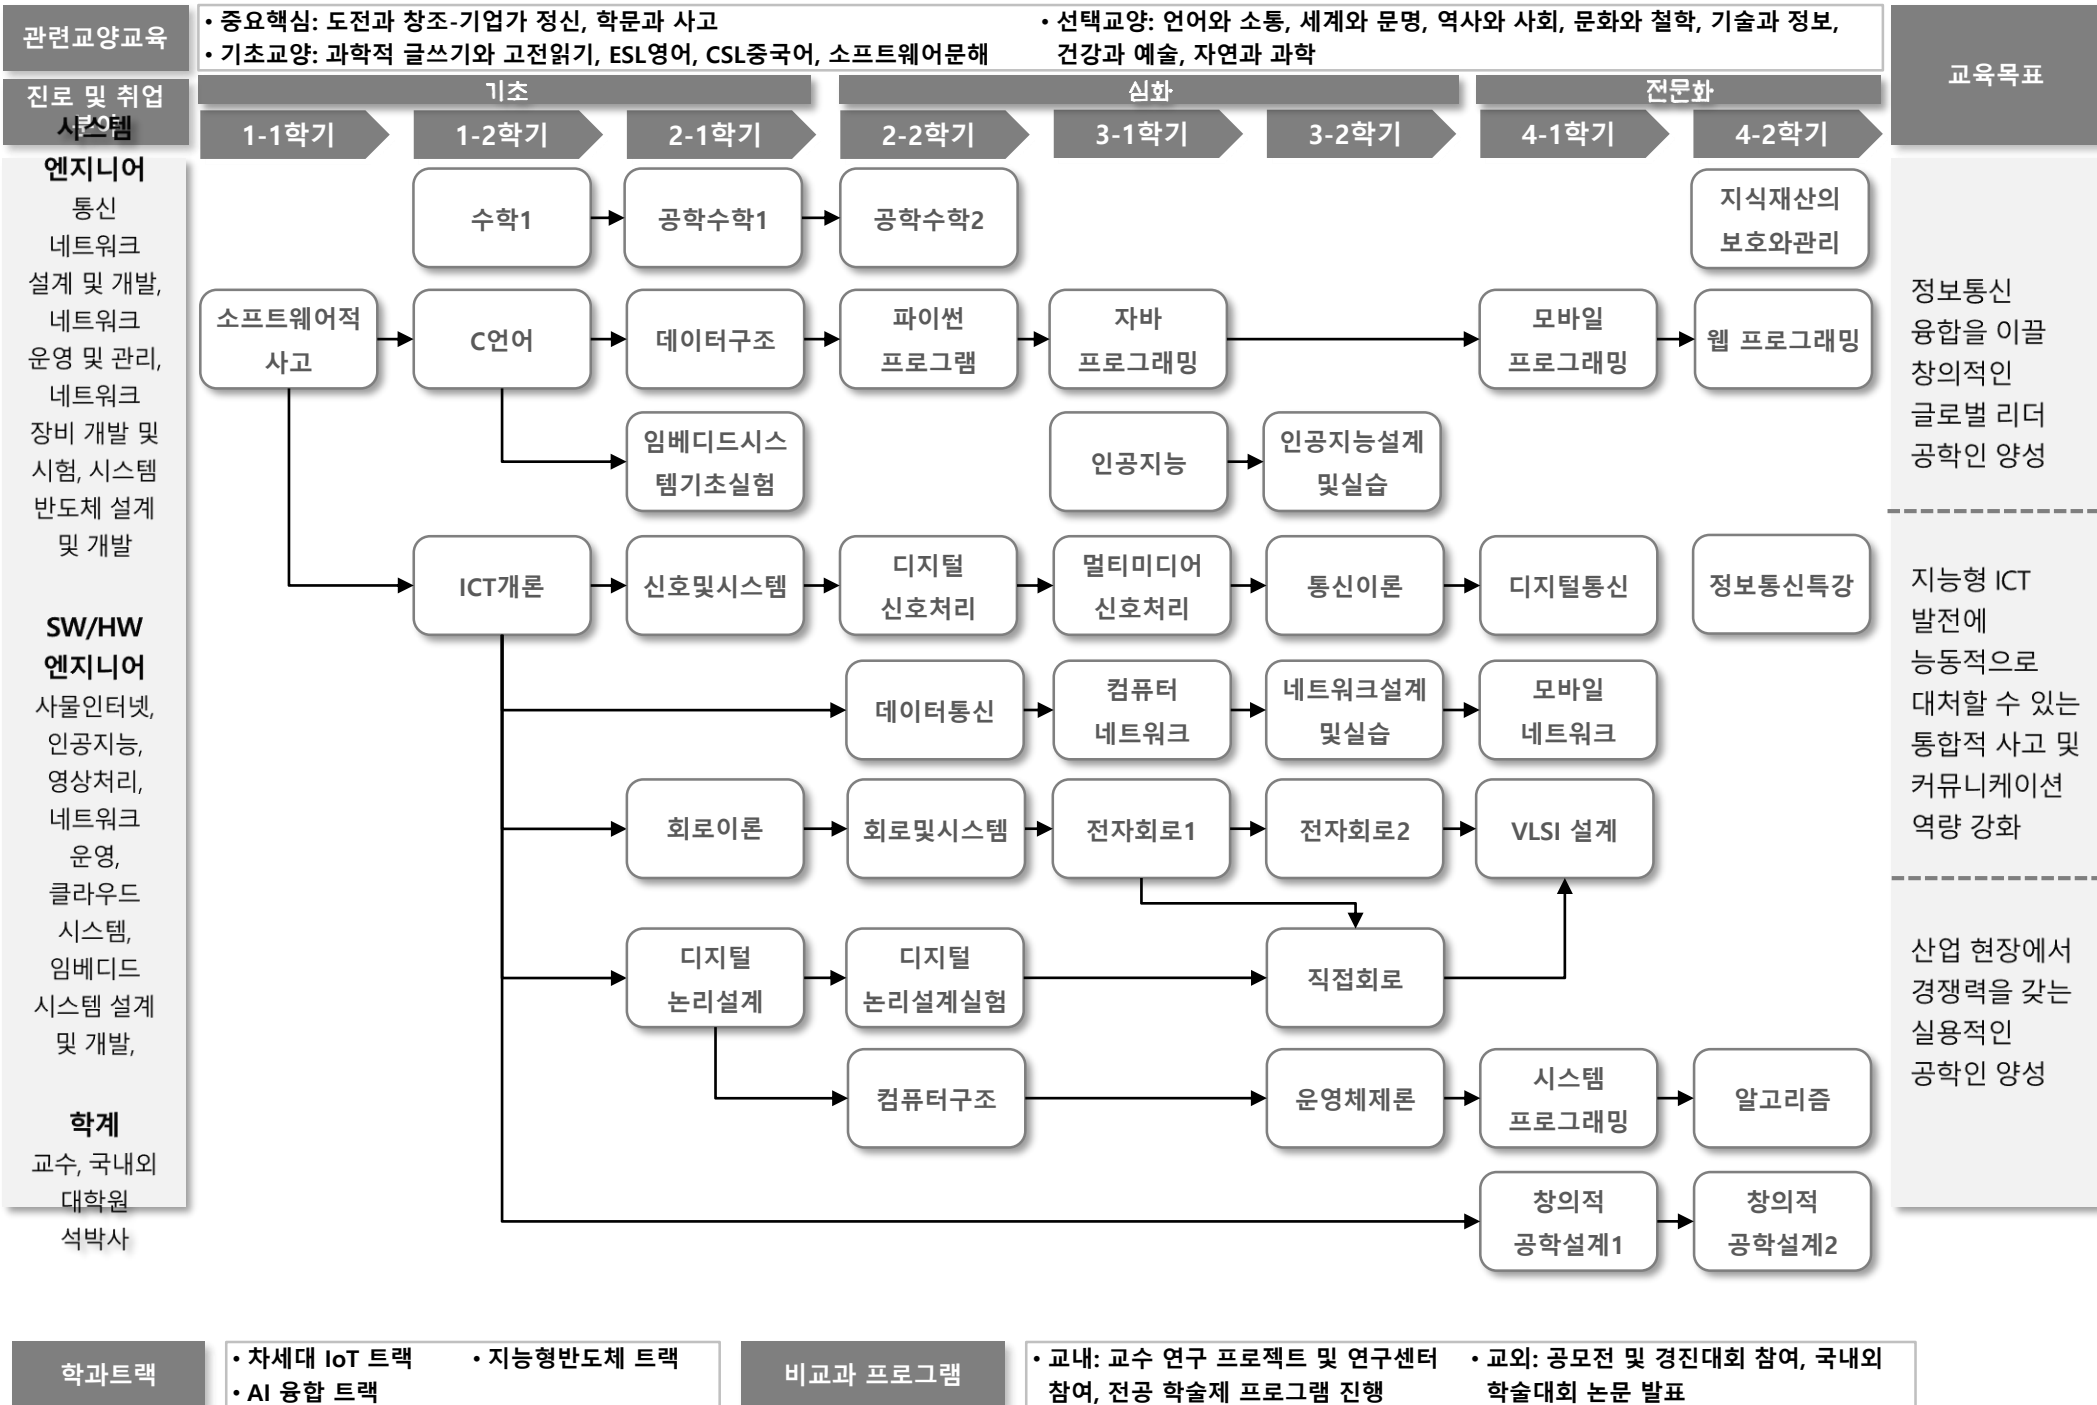 관련교양교육
• 중요핵심: 도전과 창조-기업가 정신, 학문과 사고
• 기초교양: 과학적 글쓰기와 고전읽기, ESL영어, CSL중국어, 소프트웨어문해
• 선택교양: 언어와 소통, 세계와 문명, 역사와 사회, 문화와 철학, 기술과 정보,
건강과 예술, 자연과 과학
교육목표
진로 및 취업
분야
기초
심화
전문화
1-1학기
1-2학기
2-1학기
2-2학기
3-1학기
3-2학기
4-1학기
4-2학기
시스템
엔지니어
통신
네트워크
설계 및 개발,
네트워크
운영 및 관리,
네트워크
장비 개발 및
시험, 시스템
반도체 설계
및 개발
SW/HW
엔지니어
사물인터넷,
인공지능,
영상처리,
네트워크
운영,
클라우드
시스템,
임베디드
시스템 설계
및 개발,
학계
교수, 국내외
대학원
석박사
수학1
공학수학1
공학수학2
지식재산의
보호와관리
소프트웨어적
사고
C언어
데이터구조
파이썬
프로그램
자바
프로그래밍
모바일
프로그래밍
웹 프로그래밍
임베디드시스
템기초실험
인공지능
인공지능설계
및실습
ICT개론
신호및시스템
디지털
신호처리
멀티미디어
신호처리
통신이론
디지털통신
정보통신특강
데이터통신
컴퓨터
네트워크
네트워크설계
및실습
모바일
네트워크
회로이론
회로및시스템
전자회로1
전자회로2
VLSI 설계
디지털
논리설계
디지털
논리설계실험
직접회로
컴퓨터구조
운영체제론
시스템
프로그래밍
알고리즘
창의적
공학설계1
창의적
공학설계2
정보통신
융합을 이끌
창의적인
글로벌 리더
공학인 양성
지능형 ICT
발전에
능동적으로
대처할 수 있는
통합적 사고 및
커뮤니케이션
역량 강화
산업 현장에서
경쟁력을 갖는
실용적인
공학인 양성
학과트랙
• 차세대 IoT 트랙
• 지능형반도체 트랙
• AI 융합 트랙
비교과 프로그램
• 교내: 교수 연구 프로젝트 및 연구센터
참여, 전공 학술제 프로그램 진행
• 교외: 공모전 및 경진대회 참여, 국내외
학술대회 논문 발표